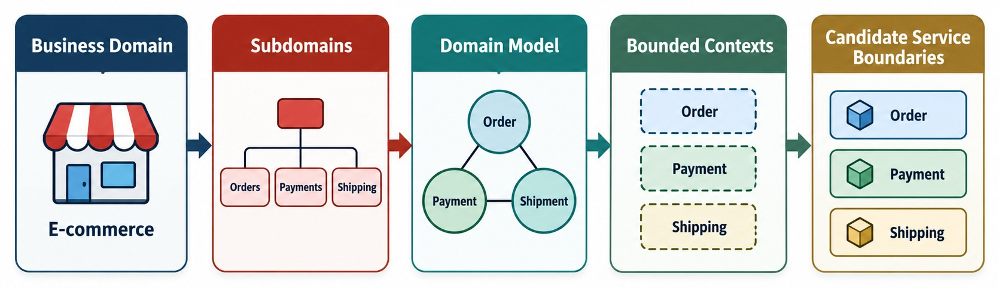 Business Domain
E-commerce
Subdomains
Orders
Payments
Shipping
Domain Model
Order
Payment
Shipment
Bounded Contexts
Order
Payment
Shipping
Candidate Service
Boundaries
Order
Payment
Shipping